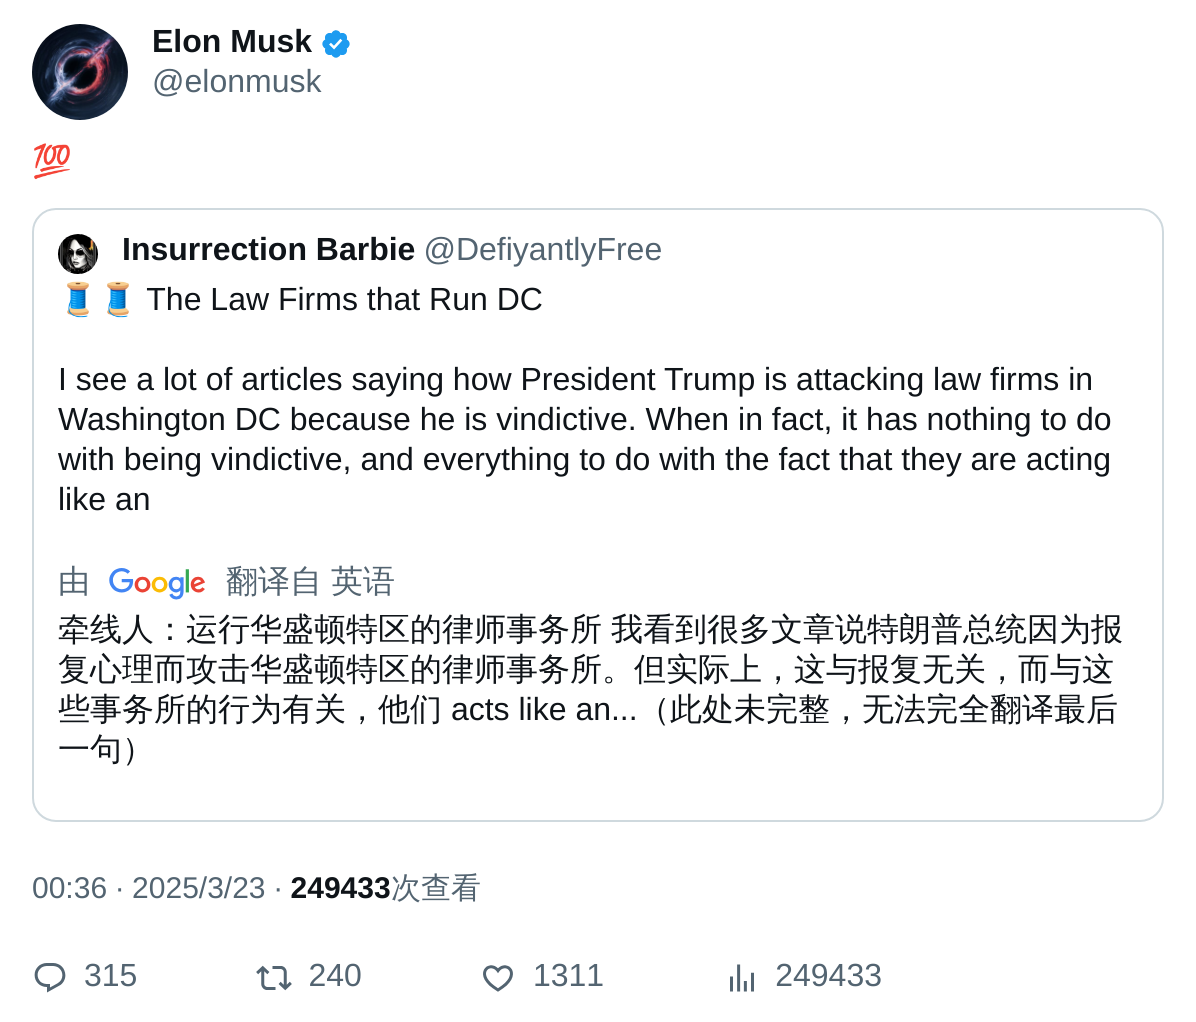 Elon Musk
@elonmusk
💯
Insurrection Barbie @DefiyantlyFree
🧵🧵 The Law Firms that Run DC
I see a lot of articles saying how President Trump is attacking law firms in
Washington DC because he is vindictive. When in fact, it has nothing to do
with being vindictive, and everything to do with the fact that they are acting
like an
由 Google 翻译自 英语
牵线人：运行华盛顿特区的律师事务所 我看到很多文章说特朗普总统因为报
复心理而攻击华盛顿特区的律师事务所。但实际上，这与报复无关，而与这
些事务所的行为有关，他们 acts like an...（此处未完整，无法完全翻译最后
一句）
00:36 · 2025/3/23 · 249433次查看
315 240 1311 249433